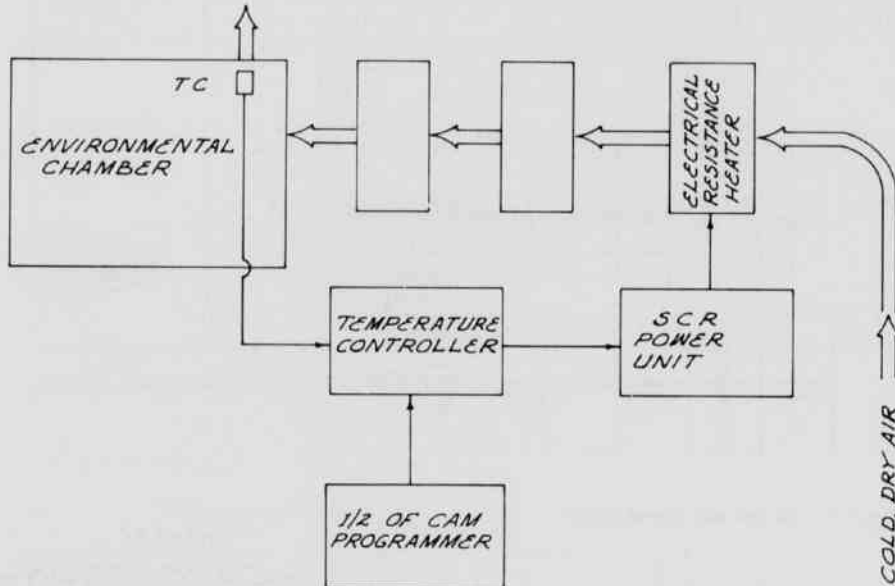 TC
ENVIRONMENTAL
CHAMBER
ELECTRICAL
RESISTANCE
HEATER
TEMPERATURE
CONTROLLER
SCR
POWER
UNIT
1/2 OF CAM
PROGRAMMER
COLD, DRY AIR